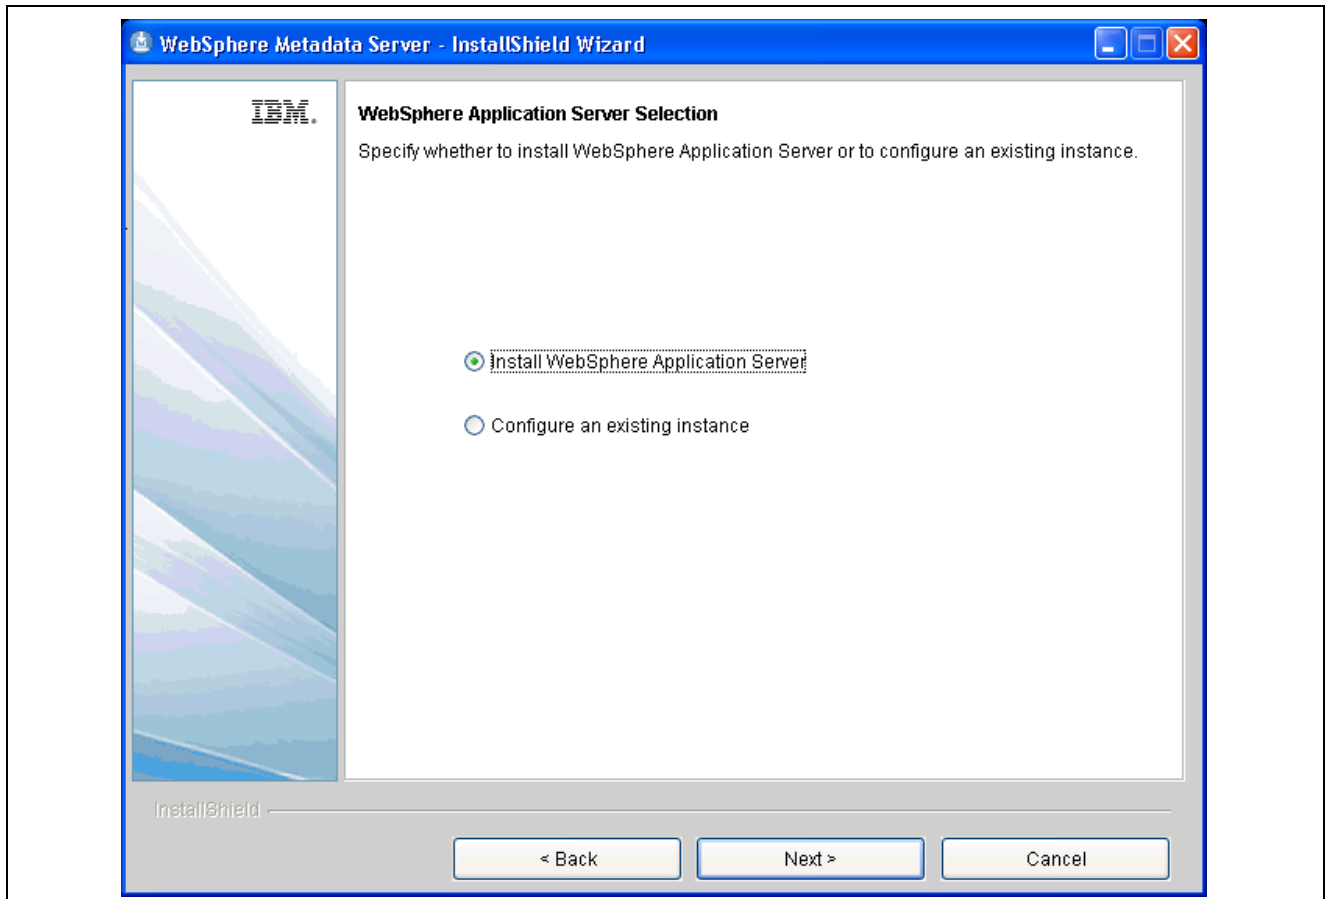 WebSphere Metadata Server - InstallShield Wizard
IBM.
WebSphere Application Server Selection
Specify whether to install WebSphere Application Server or to configure an existing instance.
Install WebSphere Application Server
Configure an existing instance
InstallShield
< Back
Next >
Cancel